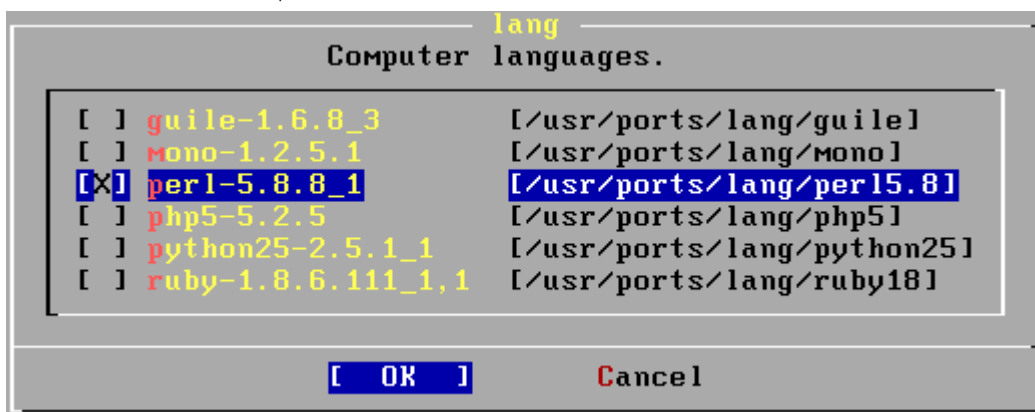 lang
Computer languages.
[ ] guile-1.6.8_3 [/usr/ports/lang/guile]
[ ] mono-1.2.5.1 [/usr/ports/lang/mono]
[X] perl-5.8.8_1 [/usr/ports/lang/perl5.8]
[ ] php5-5.2.5 [/usr/ports/lang/php5]
[ ] python25-2.5.1_1 [/usr/ports/lang/python25]
[ ] ruby-1.8.6.111_1,1 [/usr/ports/lang/ruby18]
[ OK ] Cancel